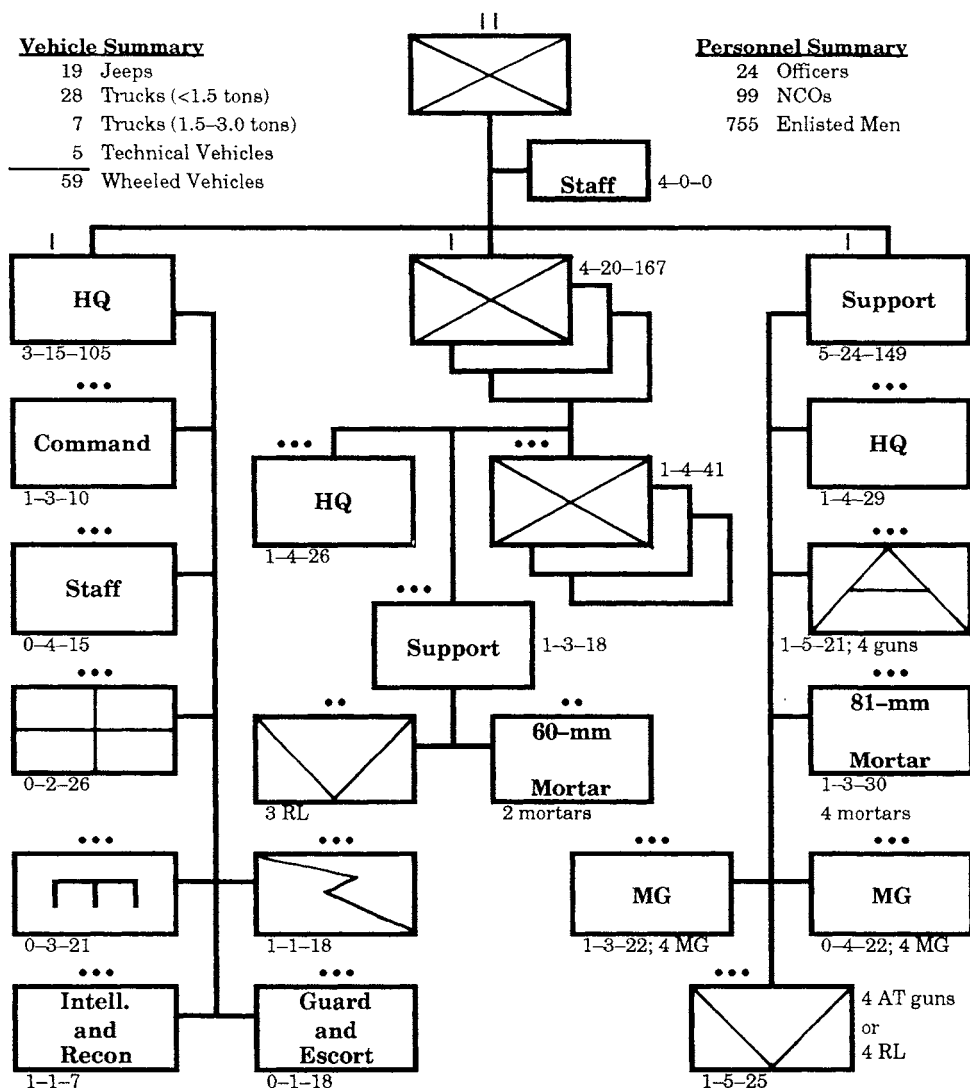 Vehicle Summary
19 Jeeps
28 Trucks (<1.5 tons)
7 Trucks (1.5–3.0 tons)
5 Technical Vehicles
59 Wheeled Vehicles
Personnel Summary
24 Officers
99 NCOs
755 Enlisted Men
Staff
4–0–0
HQ
3–15–105
4–20–167
Support
5–24–149
Command
1–3–10
Staff
0–4–15
0–2–26
0–3–21
1–1–18
Intell.
and
Recon
1–1–7
Guard
and
Escort
0–1–18
HQ
1–4–26
1–4–41
Support
1–3–18
3 RL
60–mm
Mortar
2 mortars
HQ
1–4–29
1–5–21; 4 guns
81–mm
Mortar
1–3–30
4 mortars
MG
1–3–22; 4 MG
MG
0–4–22; 4 MG
4 AT guns
or
4 RL
1–5–25